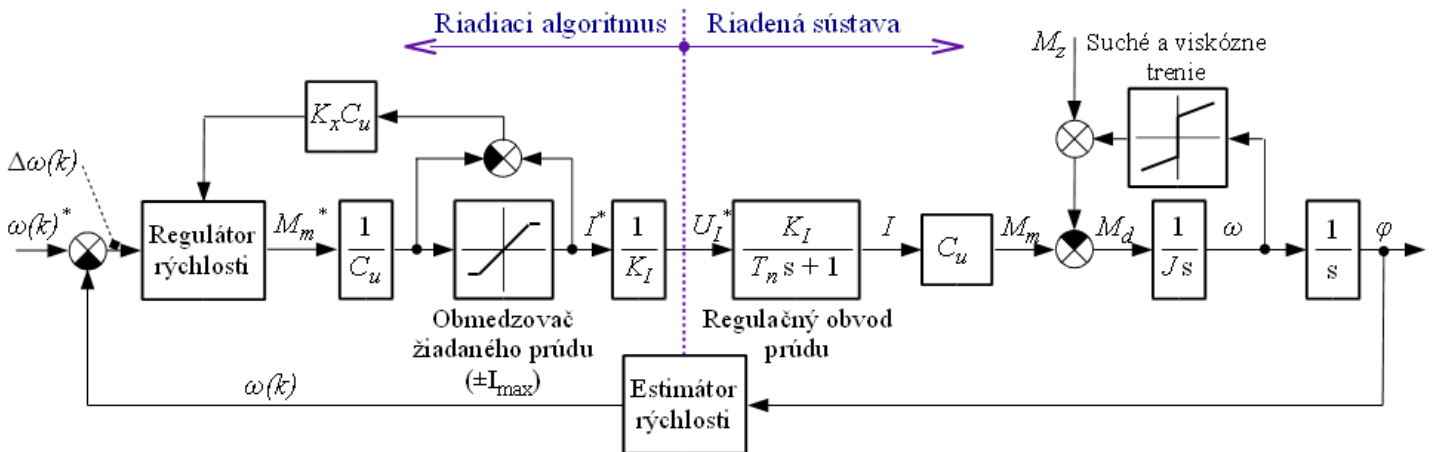 Riadiaci algoritmus
Riadená sústava
M_z
Suché a viskózne
trenie
K_x C_u
Δω(k)
ω(k)*
Regulátor
rýchlosti
M_m*
1
C_u
I*
1
K_I
U_I*
K_I
T_n s + 1
I
C_u
M_m
M_d
1
J s
ω
1
s
φ
Obmedzovač
žiadaného prúdu
(±I_max)
Regulačný obvod
prúdu
ω(k)
Estimátor
rýchlosti